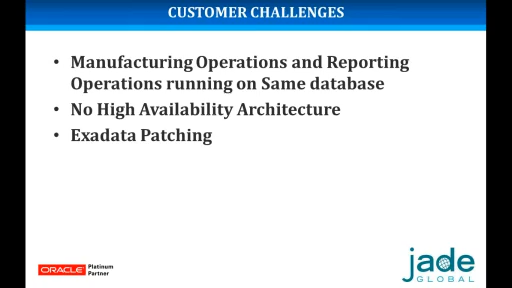 CUSTOMER CHALLENGES
• Manufacturing Operations and Reporting
Operations running on Same database
• No High Availability Architecture
• Exadata Patching
ORACLE Platinum
Partner
jade
GLOBAL